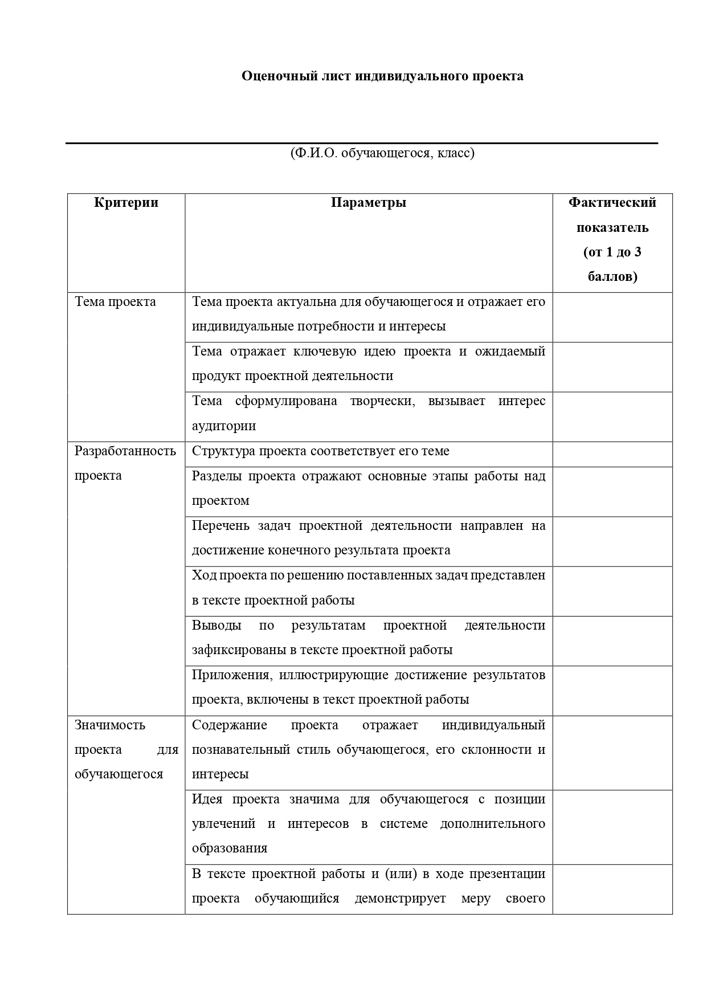 Оценочный лист индивидуального проекта
(Ф.И.О. обучающегося, класс)
Критерии
Параметры
Фактический
показатель
(от 1 до 3
баллов)
Тема проекта
Тема проекта актуальна для обучающегося и отражает его
индивидуальные потребности и интересы
Тема отражает ключевую идею проекта и ожидаемый
продукт проектной деятельности
Тема сформулирована творчески, вызывает интерес
аудитории
Разработанность
проекта
Структура проекта соответствует его теме
Разделы проекта отражают основные этапы работы над
проектом
Перечень задач проектной деятельности направлен на
достижение конечного результата проекта
Ход проекта по решению поставленных задач представлен
в тексте проектной работы
Выводы по результатам проектной деятельности
зафиксированы в тексте проектной работы
Приложения, иллюстрирующие достижение результатов
проекта, включены в текст проектной работы
Значимость
проекта для
обучающегося
Содержание проекта отражает индивидуальный
познавательный стиль обучающегося, его склонности и
интересы
Идея проекта значима для обучающегося с позиции
увлечений и интересов в системе дополнительного
образования
В тексте проектной работы и (или) в ходе презентации
проекта обучающийся демонстрирует меру своего